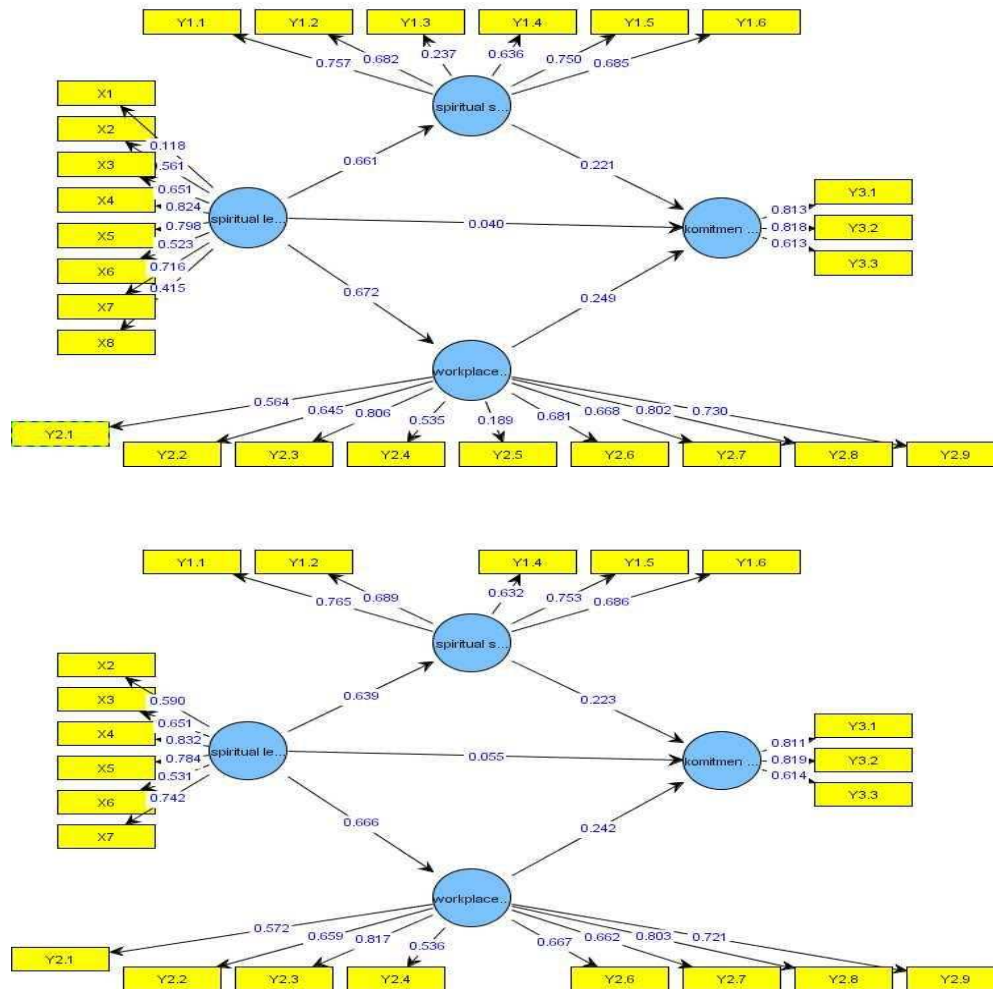 Y1.1 Y1.2 Y1.3 Y1.4 Y1.5 Y1.6
0.757 0.682 0.237 0.636 0.750 0.685
spiritual s...
X1
X2
X3
X4
X5
X6
X7
X8
0.118
0.561
0.651
0.824
0.798
0.523
0.716
0.415
spiritual le...
0.661
0.221
0.040
0.672
0.249
komitmen ...
0.813
0.818
0.613
Y3.1
Y3.2
Y3.3
workplace...
0.564 0.645 0.806 0.535 0.189 0.681 0.668 0.802 0.730
Y2.1
Y2.2 Y2.3 Y2.4 Y2.5 Y2.6 Y2.7 Y2.8 Y2.9
Y1.1 Y1.2 Y1.4 Y1.5 Y1.6
0.765 0.689 0.632 0.753 0.686
spiritual s...
X2
X3
X4
X5
X6
X7
0.590
0.651
0.832
0.784
0.531
0.742
spiritual le...
0.639
0.223
0.055
0.666
0.242
komitmen ...
0.811
0.819
0.614
Y3.1
Y3.2
Y3.3
workplace...
0.572 0.659 0.817 0.536 0.667 0.662 0.803 0.721
Y2.1
Y2.2 Y2.3 Y2.4 Y2.6 Y2.7 Y2.8 Y2.9